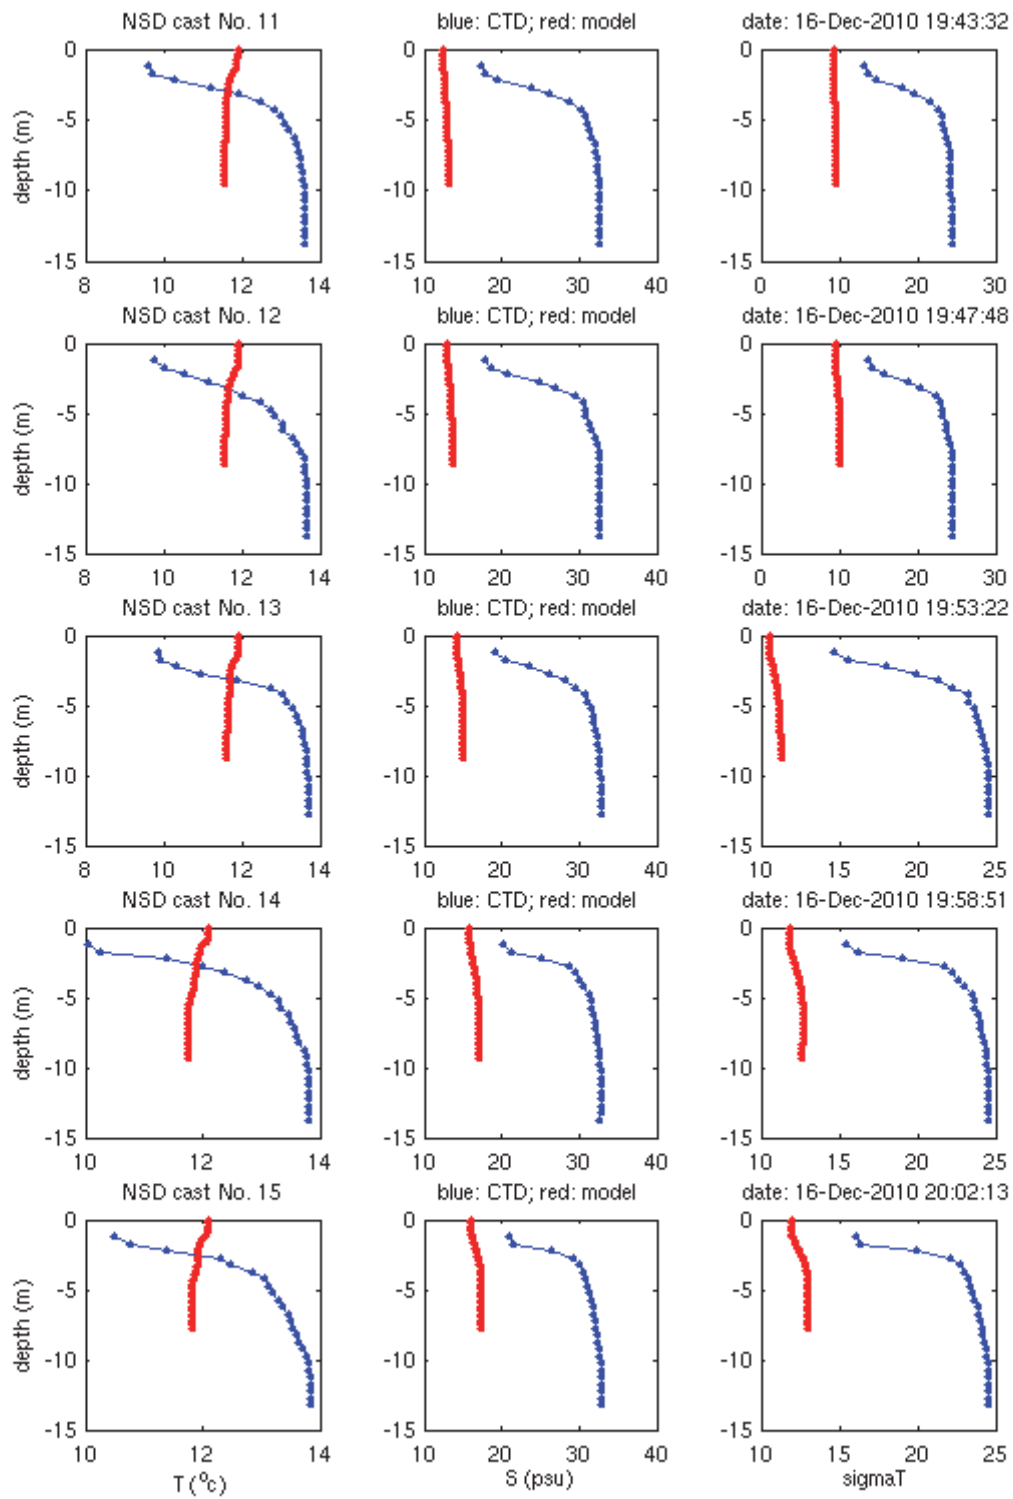 NSD cast No. 11 blue: CTD; red: model date: 16-Dec-2010 19:43:32
0 0 0
-5 -5 -5
-10 -10 -10
-15 -15 -15
depth (m)
8 10 12 14 10 20 30 40 0 10 20 30
NSD cast No. 12 blue: CTD; red: model date: 16-Dec-2010 19:47:48
0 0 0
-5 -5 -5
-10 -10 -10
-15 -15 -15
depth (m)
8 10 12 14 10 20 30 40 0 10 20 30
NSD cast No. 13 blue: CTD; red: model date: 16-Dec-2010 19:53:22
0 0 0
-5 -5 -5
-10 -10 -10
-15 -15 -15
depth (m)
8 10 12 14 10 20 30 40 10 15 20 25
NSD cast No. 14 blue: CTD; red: model date: 16-Dec-2010 19:58:51
0 0 0
-5 -5 -5
-10 -10 -10
-15 -15 -15
depth (m)
10 12 14 10 20 30 40 10 15 20 25
NSD cast No. 15 blue: CTD; red: model date: 16-Dec-2010 20:02:13
0 0 0
-5 -5 -5
-10 -10 -10
-15 -15 -15
depth (m)
10 12 14 10 20 30 40 10 15 20 25
T (°c) S (psu) sigmaT